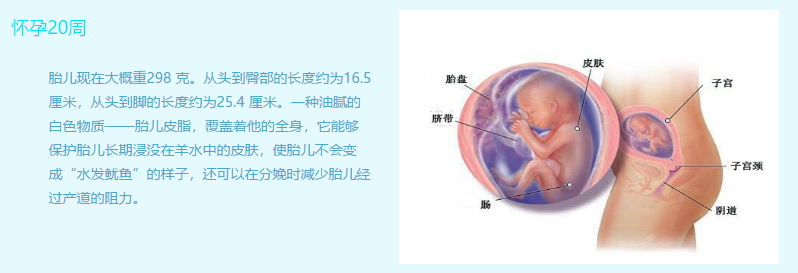 怀孕20周
胎儿现在大概重298 克。从头到臀部的长度约为16.5
厘米，从头到脚的长度约为25.4 厘米。一种油腻的
白色物质——胎儿皮脂，覆盖着他的全身，它能够
保护胎儿长期浸没在羊水中的皮肤，使胎儿不会变
成“水发鱿鱼”的样子，还可以在分娩时减少胎儿经
过产道的阻力。
皮肤
胎盘
子宫
脐带
子宫颈
肠
阴道